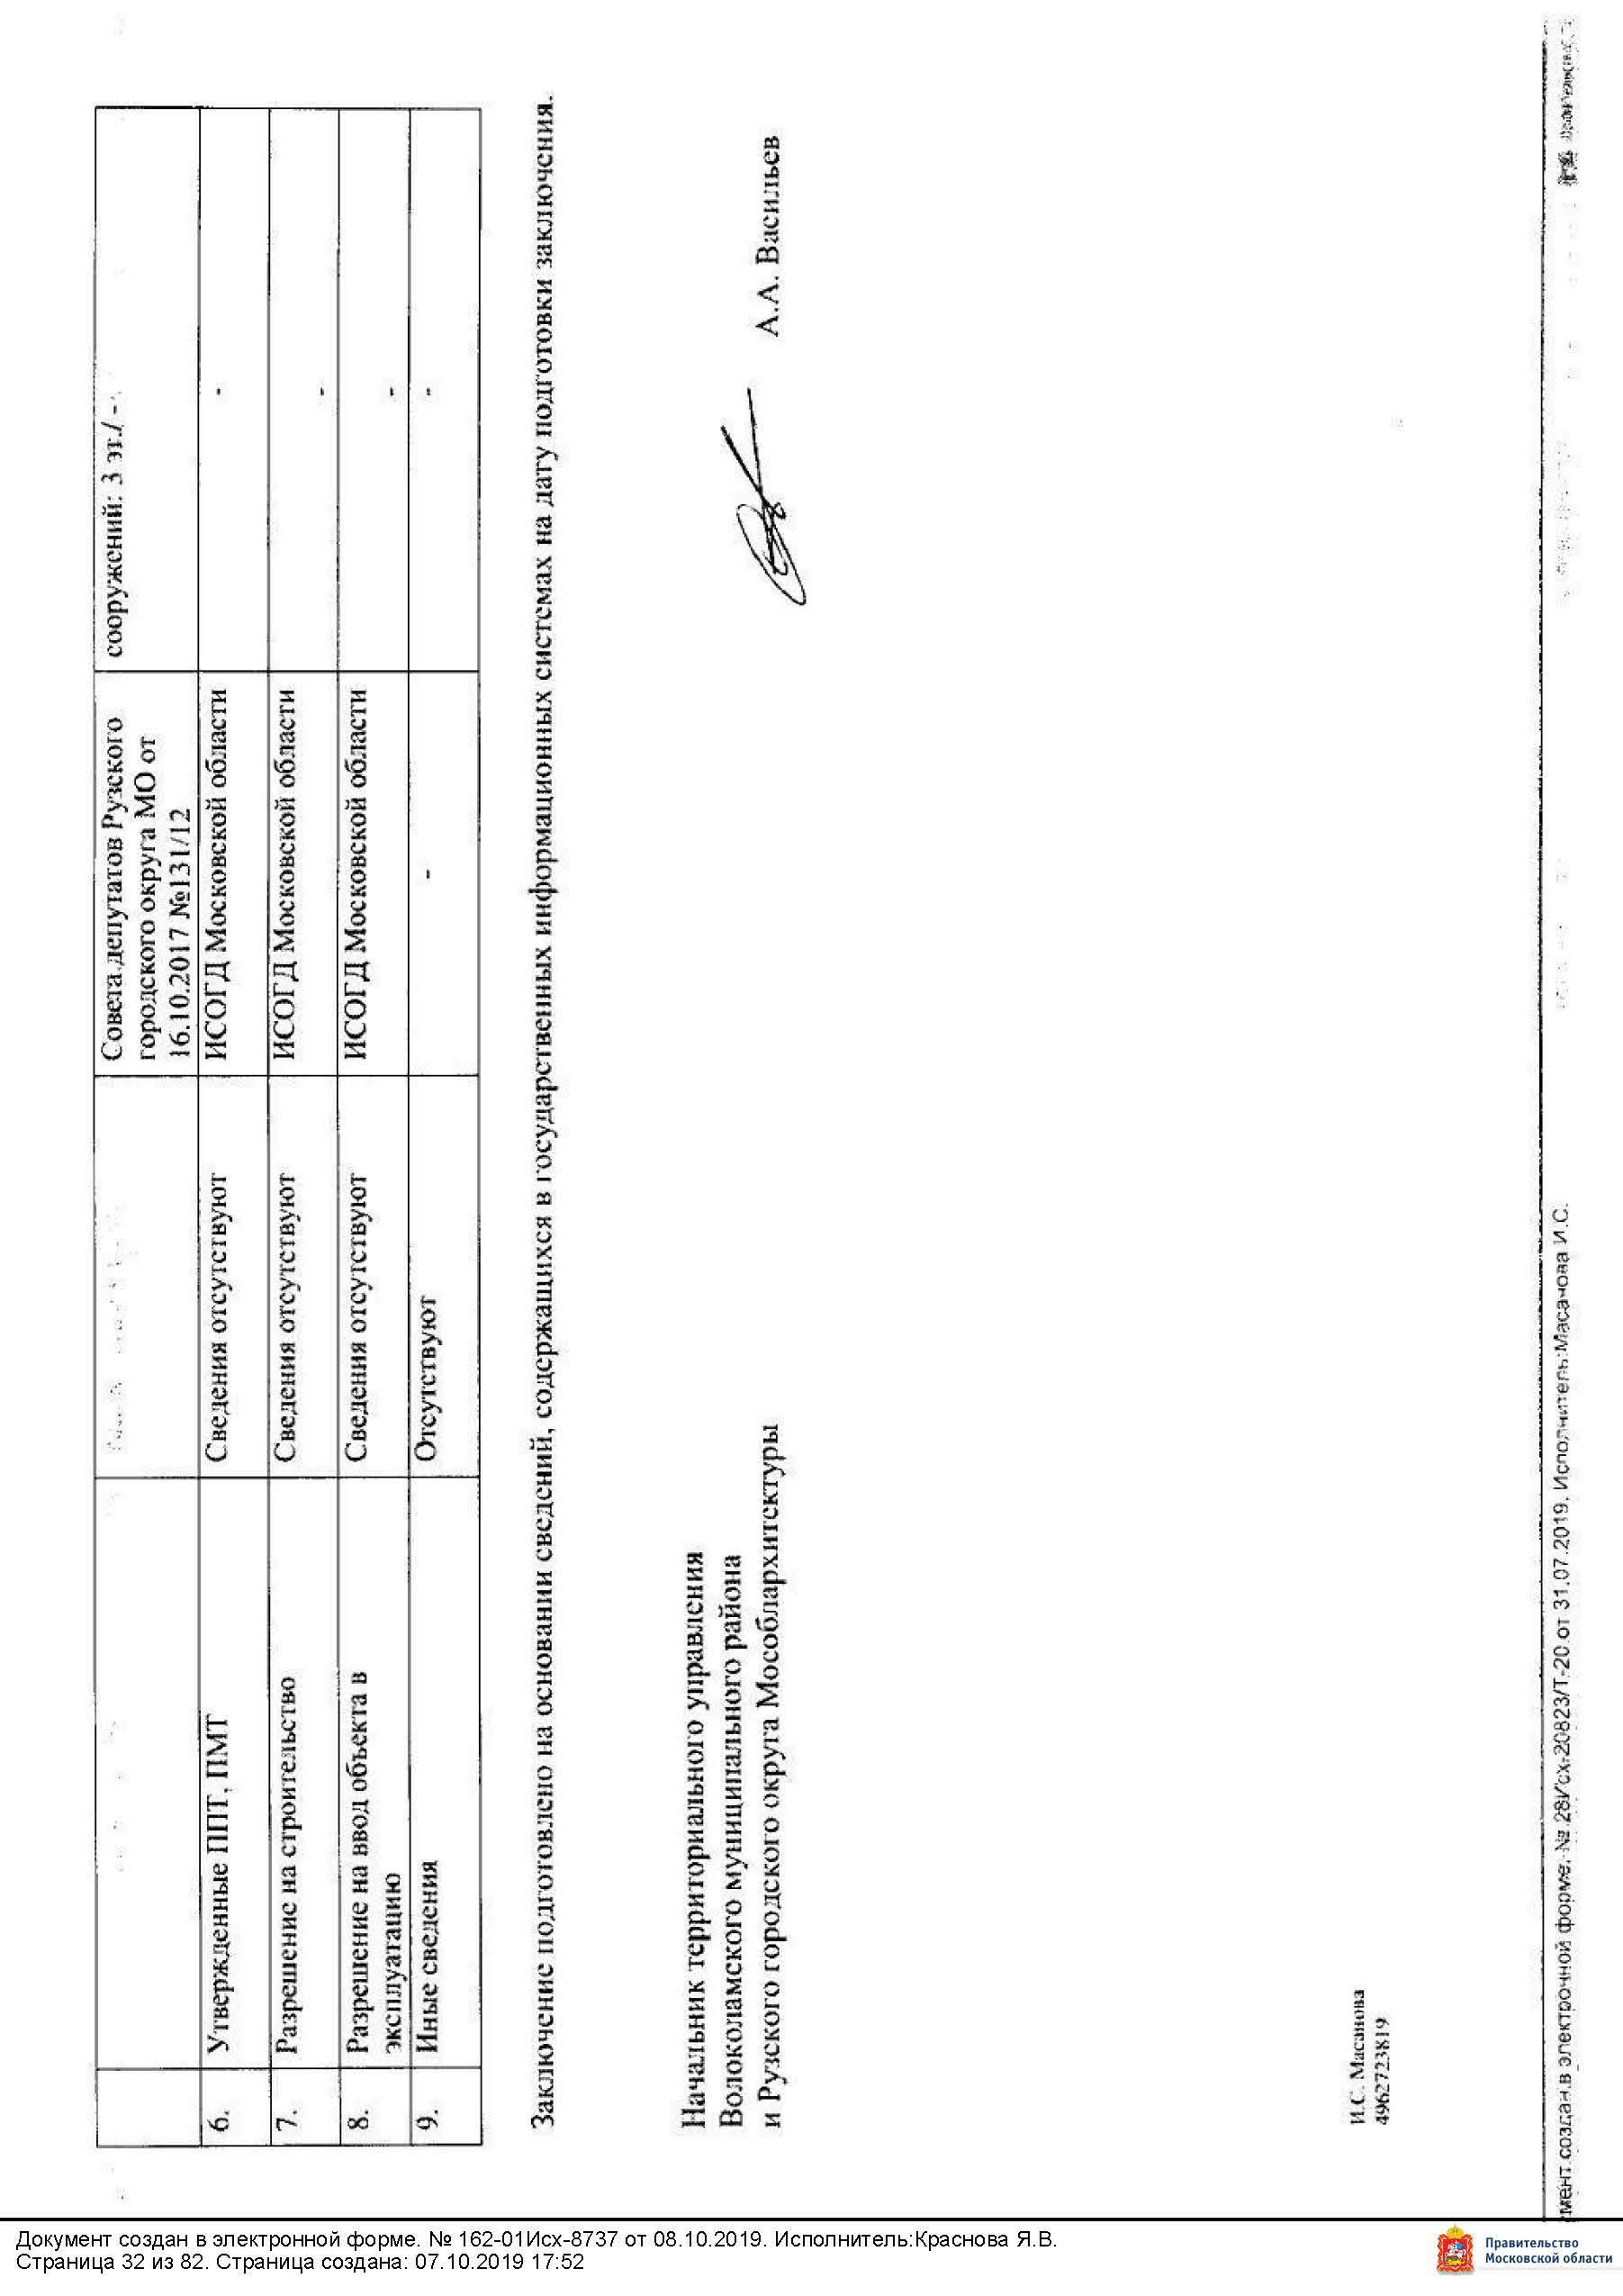 Совета депутатов Рузского
городского округа МО от
16.10.2017 №131/12
сооружений: 3 эт./ -
6. Утвержденные ППТ, ПМТ Сведения отсутствуют ИСОГД Московской области -
7. Разрешение на строительство Сведения отсутствуют ИСОГД Московской области -
8. Разрешение на ввод объекта в
эксплуатацию Сведения отсутствуют ИСОГД Московской области -
9. Иные сведения Отсутствуют - -
Заключение подготовлено на основании сведений, содержащихся в государственных информационных системах на дату подготовки заключения.
Начальник территориального управления
Волоколамского муниципального района
и Рузского городского округа Мособлархитектуры
А.А. Васильев
И.С. Масанова
4962723819
мент создан в электрочной форме. № 28Исх-20823/Т-20 от 31.07.2019. Исполнитель:Масанова И.С.
Документ создан в электронной форме. № 162-01Исх-8737 от 08.10.2019. Исполнитель:Краснова Я.В.
Страница 32 из 82. Страница создана: 07.10.2019 17:52
Правительство
Московской области